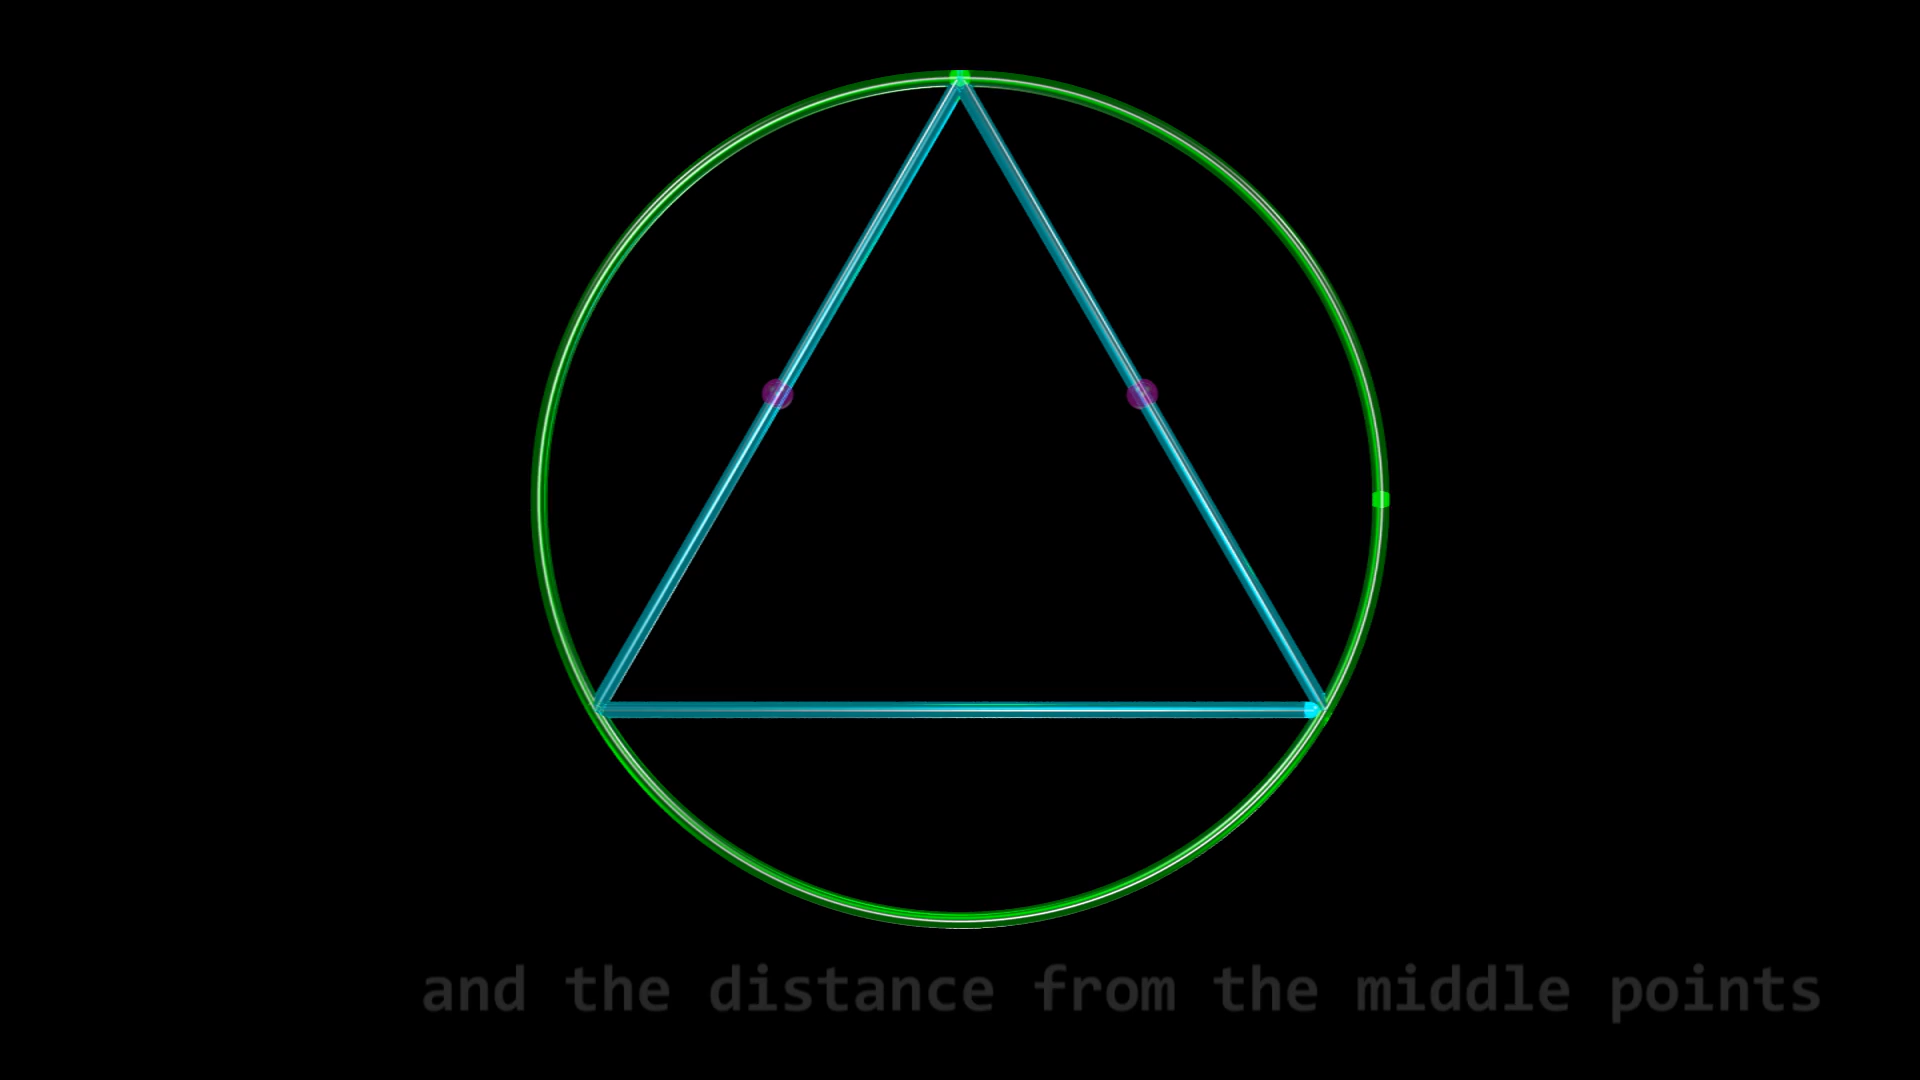 and the distance from the middle points